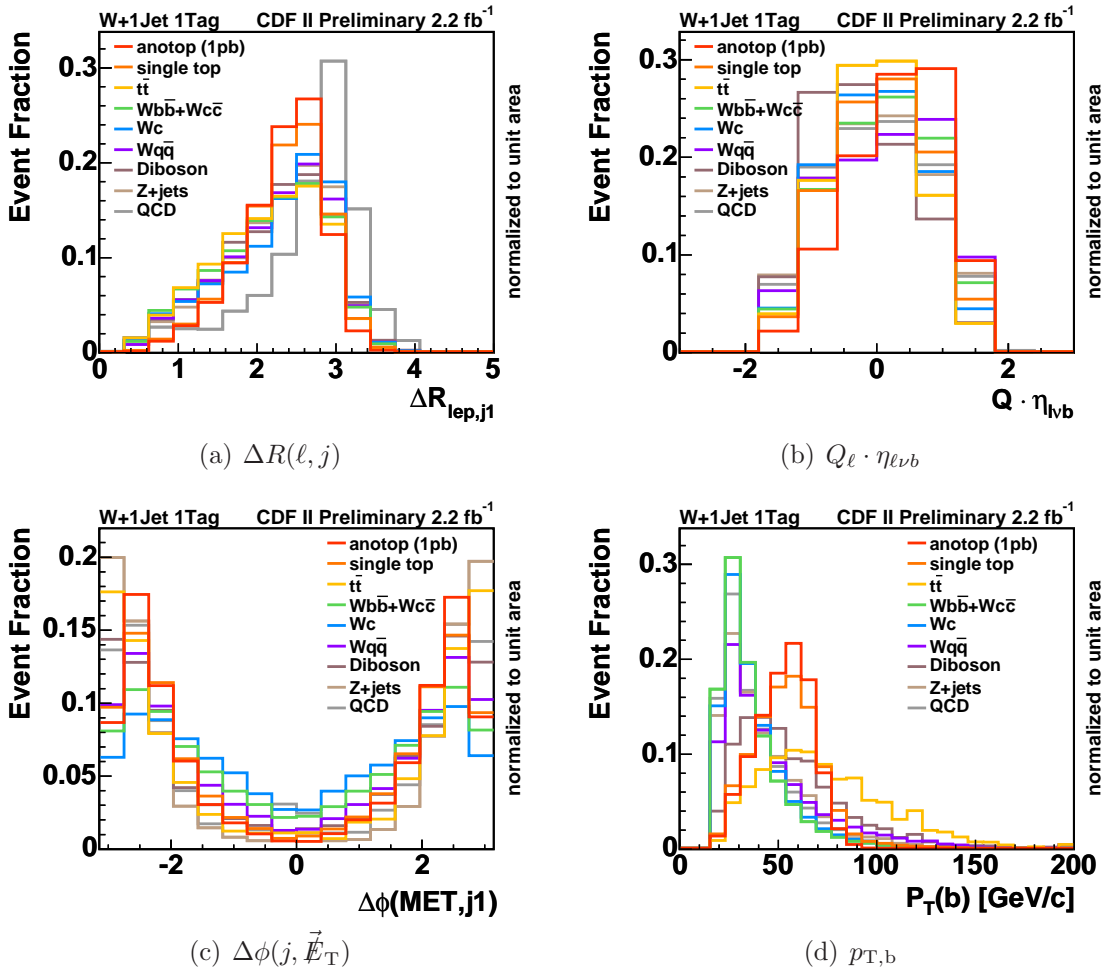 W+1Jet 1Tag CDF II Preliminary 2.2 fb⁻¹
Event Fraction
0.3
0.2
0.1
0
anotop (1pb)
single top
tt̄
Wbb̄+Wcc̄
Wc
Wqq̄
Diboson
Z+jets
QCD
normalized to unit area
0 1 2 3 4 5
ΔR_lep,j1
(a) ΔR(ℓ, j)
W+1Jet 1Tag CDF II Preliminary 2.2 fb⁻¹
Event Fraction
0.3
0.2
0.1
0
anotop (1pb)
single top
tt̄
Wbb̄+Wcc̄
Wc
Wqq̄
Diboson
Z+jets
QCD
normalized to unit area
-2 0 2
Q · η_lνb
(b) Q_ℓ · η_ℓνb
W+1Jet 1Tag CDF II Preliminary 2.2 fb⁻¹
Event Fraction
0.2
0.15
0.1
0.05
0
anotop (1pb)
single top
tt̄
Wbb̄+Wcc̄
Wc
Wqq̄
Diboson
Z+jets
QCD
normalized to unit area
-2 0 2
Δφ(MET,j1)
(c) Δφ(j, E̸⃗_T)
W+1Jet 1Tag CDF II Preliminary 2.2 fb⁻¹
Event Fraction
0.3
0.2
0.1
0
anotop (1pb)
single top
tt̄
Wbb̄+Wcc̄
Wc
Wqq̄
Diboson
Z+jets
QCD
normalized to unit area
0 50 100 150 200
P_T(b) [GeV/c]
(d) p_T,b